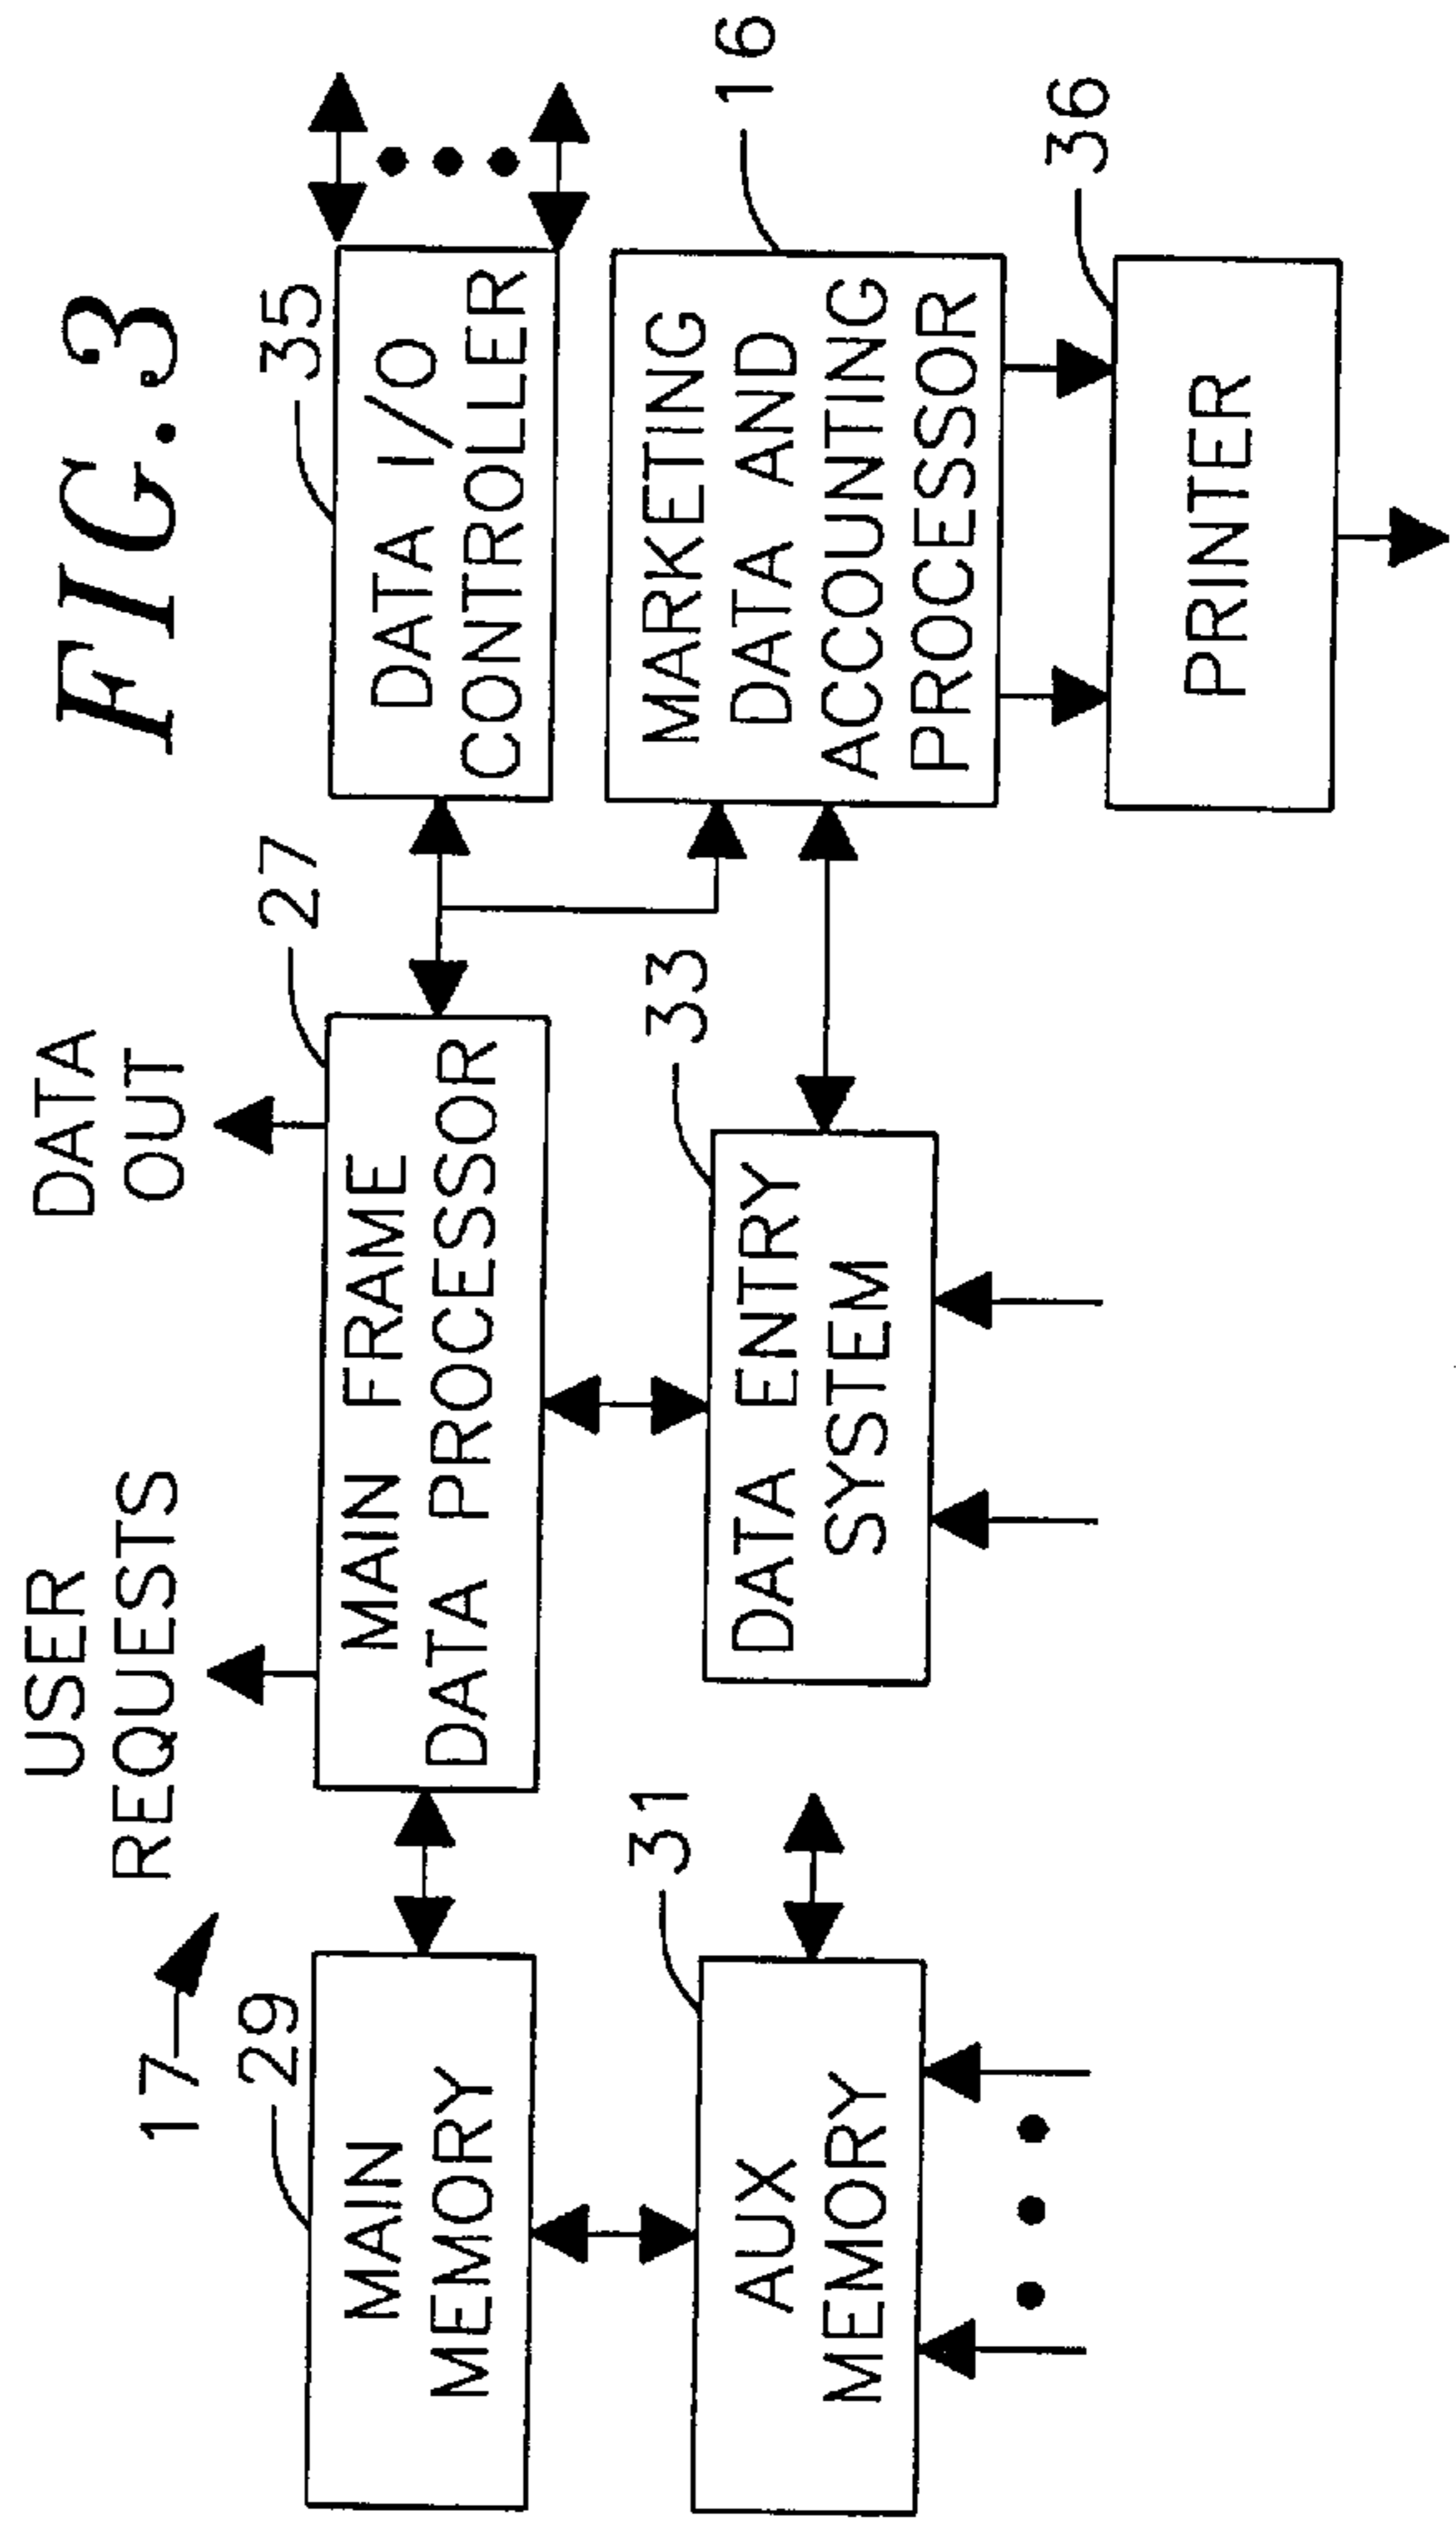 FIG. 3
USER
REQUESTS
DATA
OUT
17
29
27
35
MAIN
MEMORY
MAIN FRAME
DATA PROCESSOR
DATA I/O
CONTROLLER
31
33
16
AUX
MEMORY
DATA ENTRY
SYSTEM
MARKETING
DATA AND
ACCOUNTING
PROCESSOR
36
PRINTER